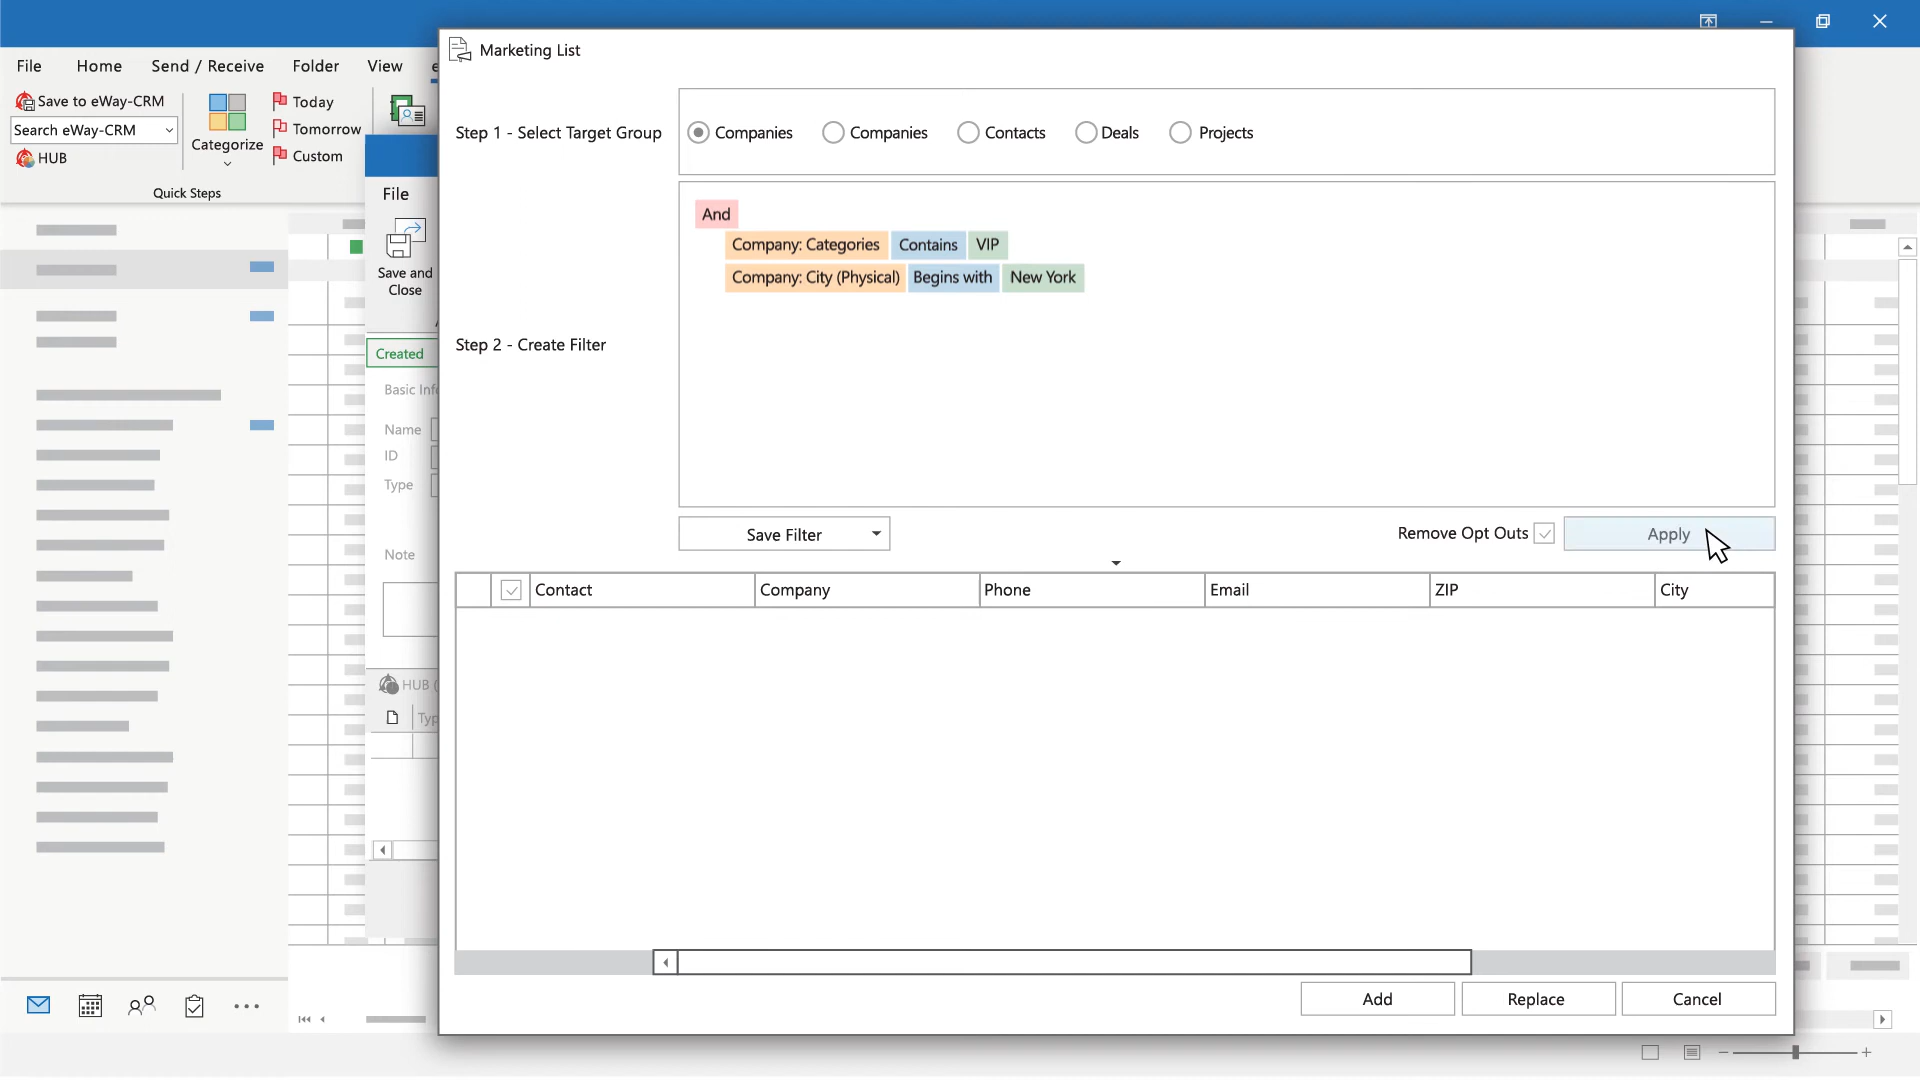 Marketing List
File Home Send / Receive Folder View
Save to eWay-CRM
Search eWay-CRM
HUB
Categorize
Today
Tomorrow
Custom
Quick Steps
File
Save and
Close
Created
Name
ID
Type
Note
HUB
Step 1 - Select Target Group
Companies Companies Contacts Deals Projects
Step 2 - Create Filter
And
Company: Categories Contains VIP
Company: City (Physical) Begins with New York
Save Filter
Remove Opt Outs
Apply
Contact Company Phone Email ZIP City
Add Replace Cancel